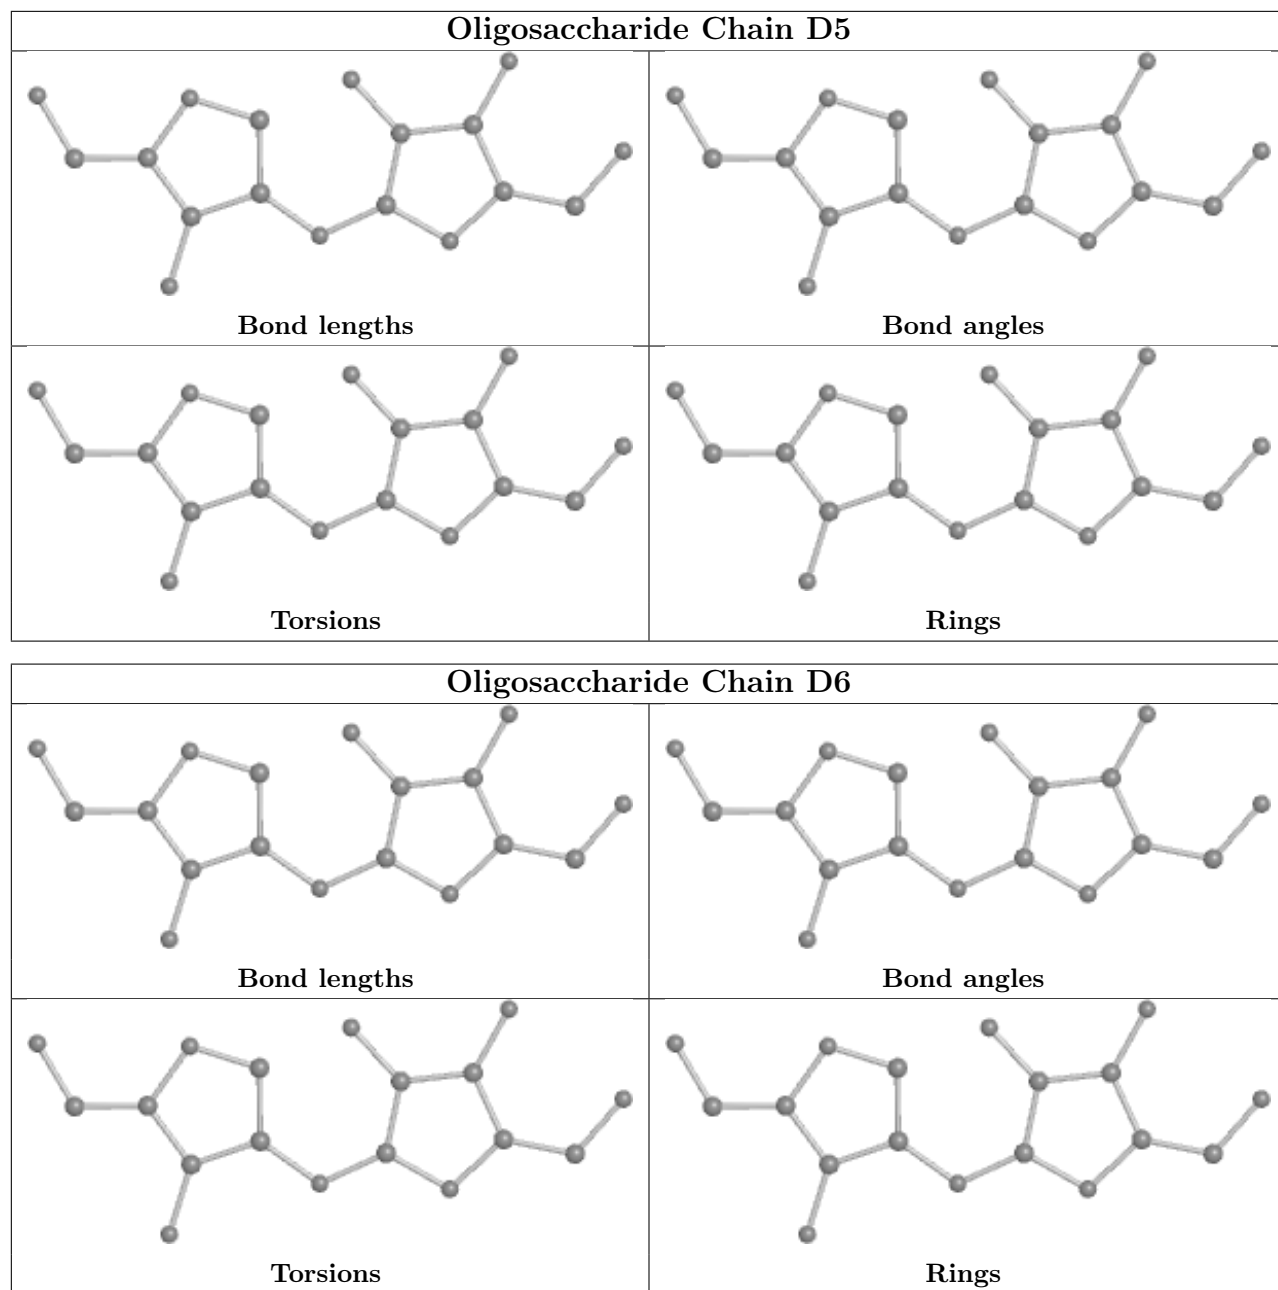 Oligosaccharide Chain D5
Bond lengths
Bond angles
Torsions
Rings
Oligosaccharide Chain D6
Bond lengths
Bond angles
Torsions
Rings